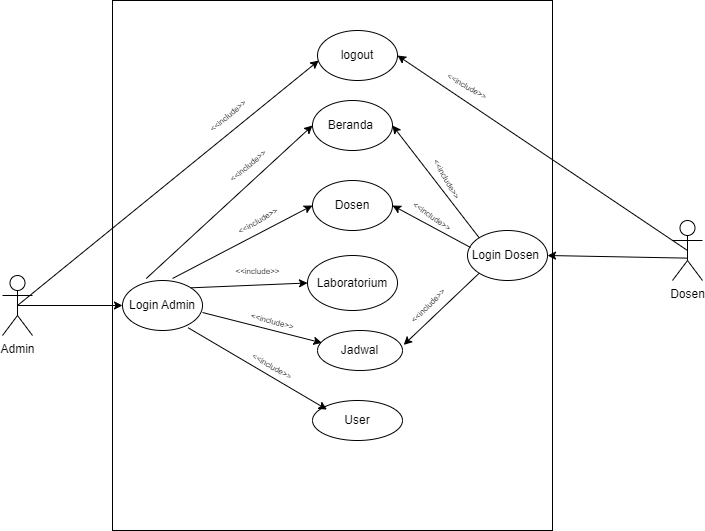 logout
<<include>>
<<include>>
Beranda
<<include>>
<<include>>
Dosen
<<include>>
<<include>>
Login Dosen
<<include>>
Laboratorium
Dosen
Login Admin
<<include>>
<<include>>
Admin
Jadwal
<<include>>
User